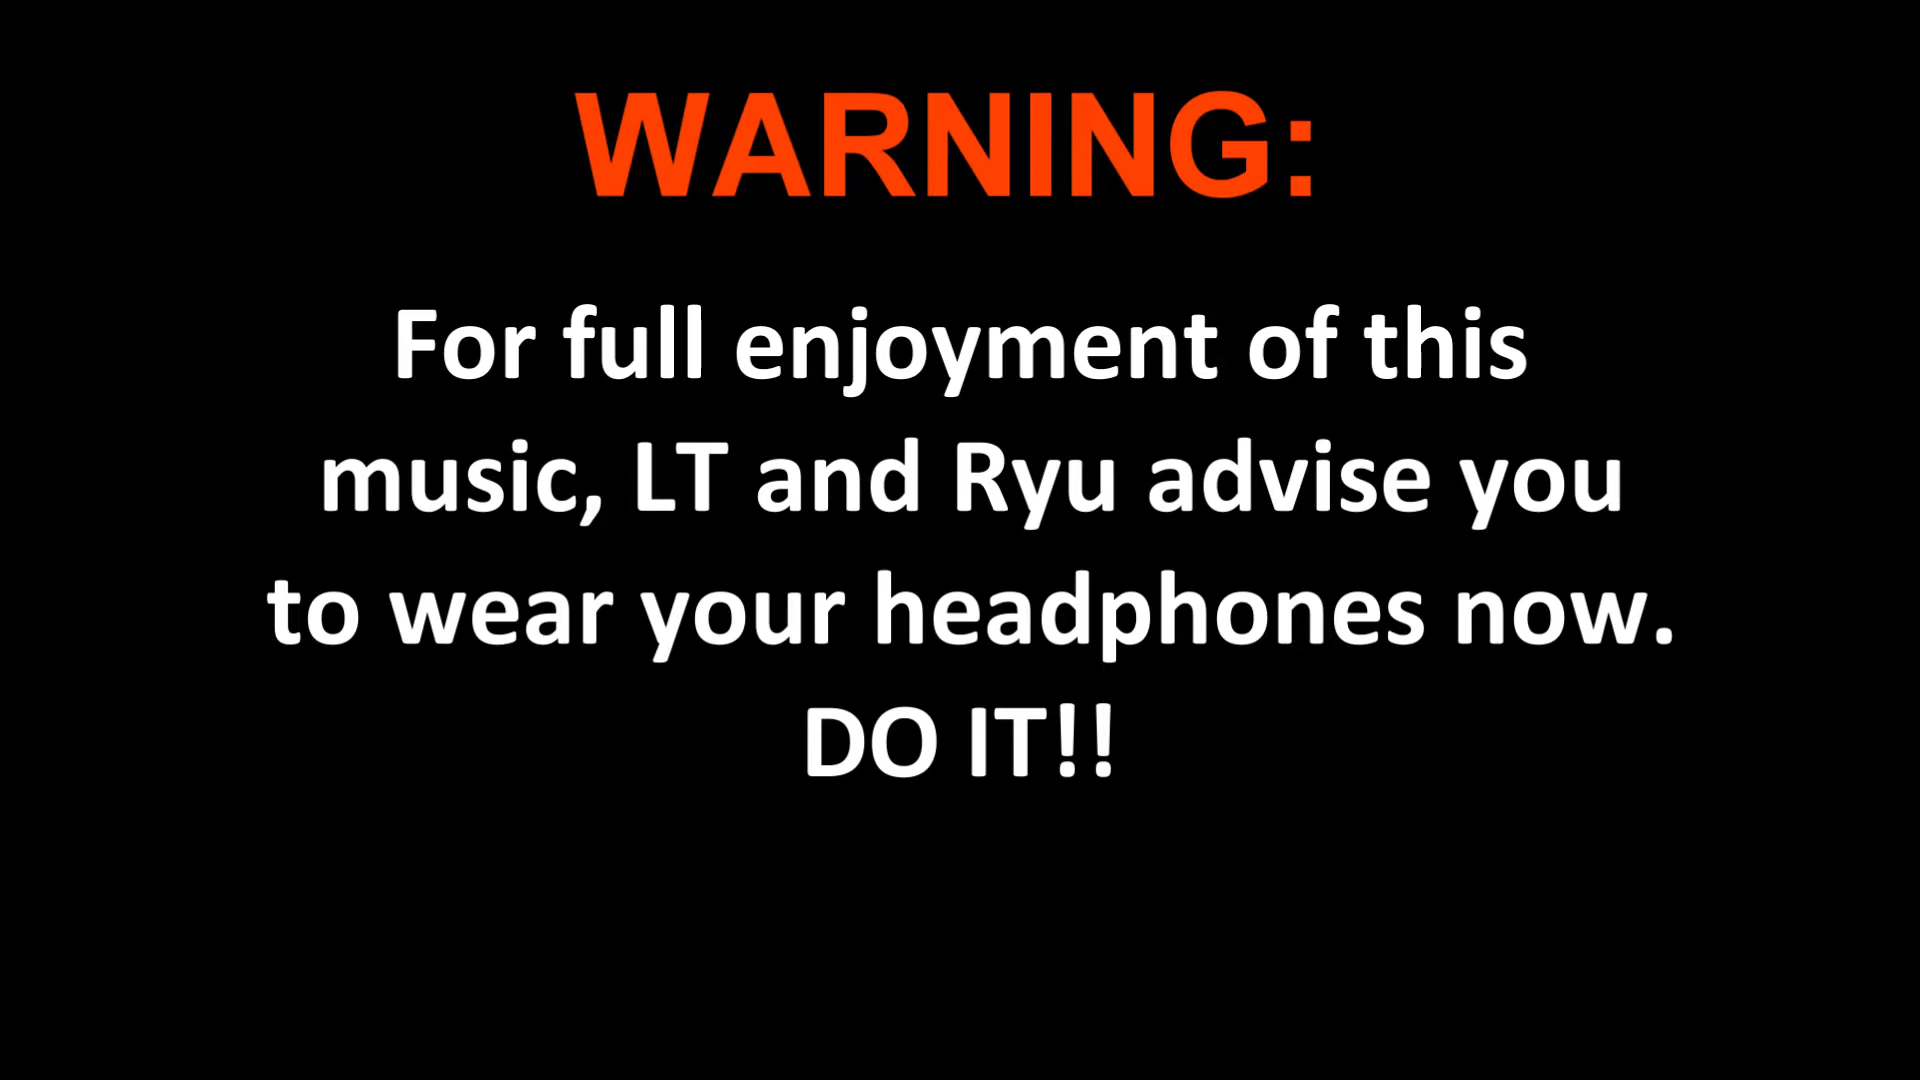 WARNING:
For full enjoyment of this
music, LT and Ryu advise you
to wear your headphones now.
DO IT!!